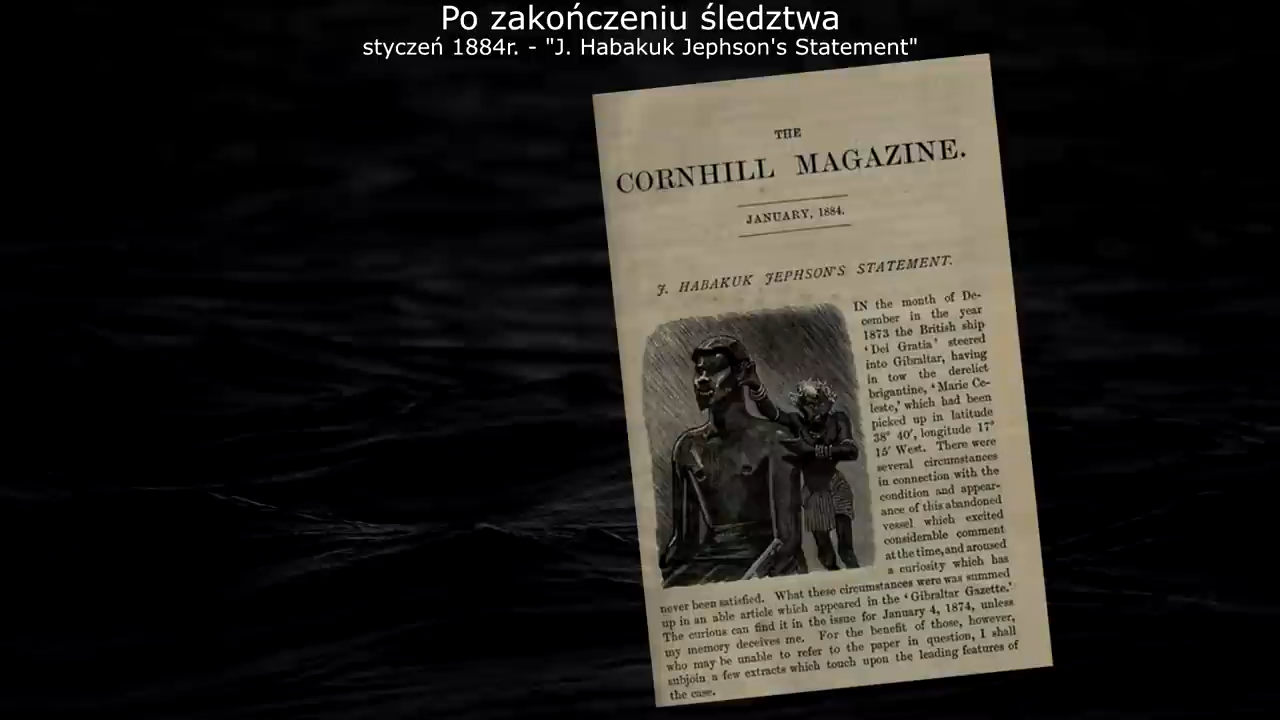 Po zakończeniu śledztwa
styczeń 1884r. - "J. Habakuk Jephson's Statement"
THE
CORNHILL MAGAZINE.
JANUARY, 1884.
J. HABAKUK JEPHSON'S STATEMENT.
IN the month of De-
cember in the year
1873 the British ship
'Dei Gratia' steered
into Gibraltar, having
in tow the derelict
brigantine, 'Marie Ce-
leste,' which had been
picked up in latitude
38° 40', longitude 17°
15' West. There were
several circumstances
in connection with the
condition and appear-
ance of this abandoned
vessel which excited
considerable comment
at the time, and aroused
a curiosity which has
never been satisfied. What these circumstances were was summed
up in an able article which appeared in the 'Gibraltar Gazette.'
The curious can find it in the issue for January 4, 1874, unless
my memory deceives me. For the benefit of those, however,
who may be unable to refer to the paper in question, I shall
subjoin a few extracts which touch upon the leading features of
the case.